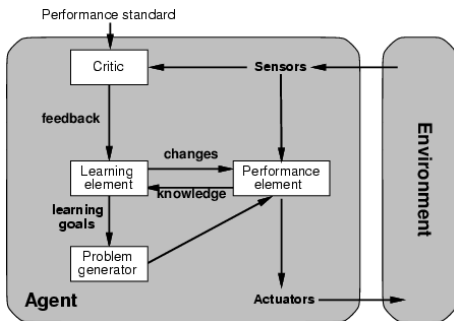 Performance standard
Critic
Sensors
feedback
changes
Learning
element
Performance
element
knowledge
learning
goals
Problem
generator
Agent
Actuators
Environment